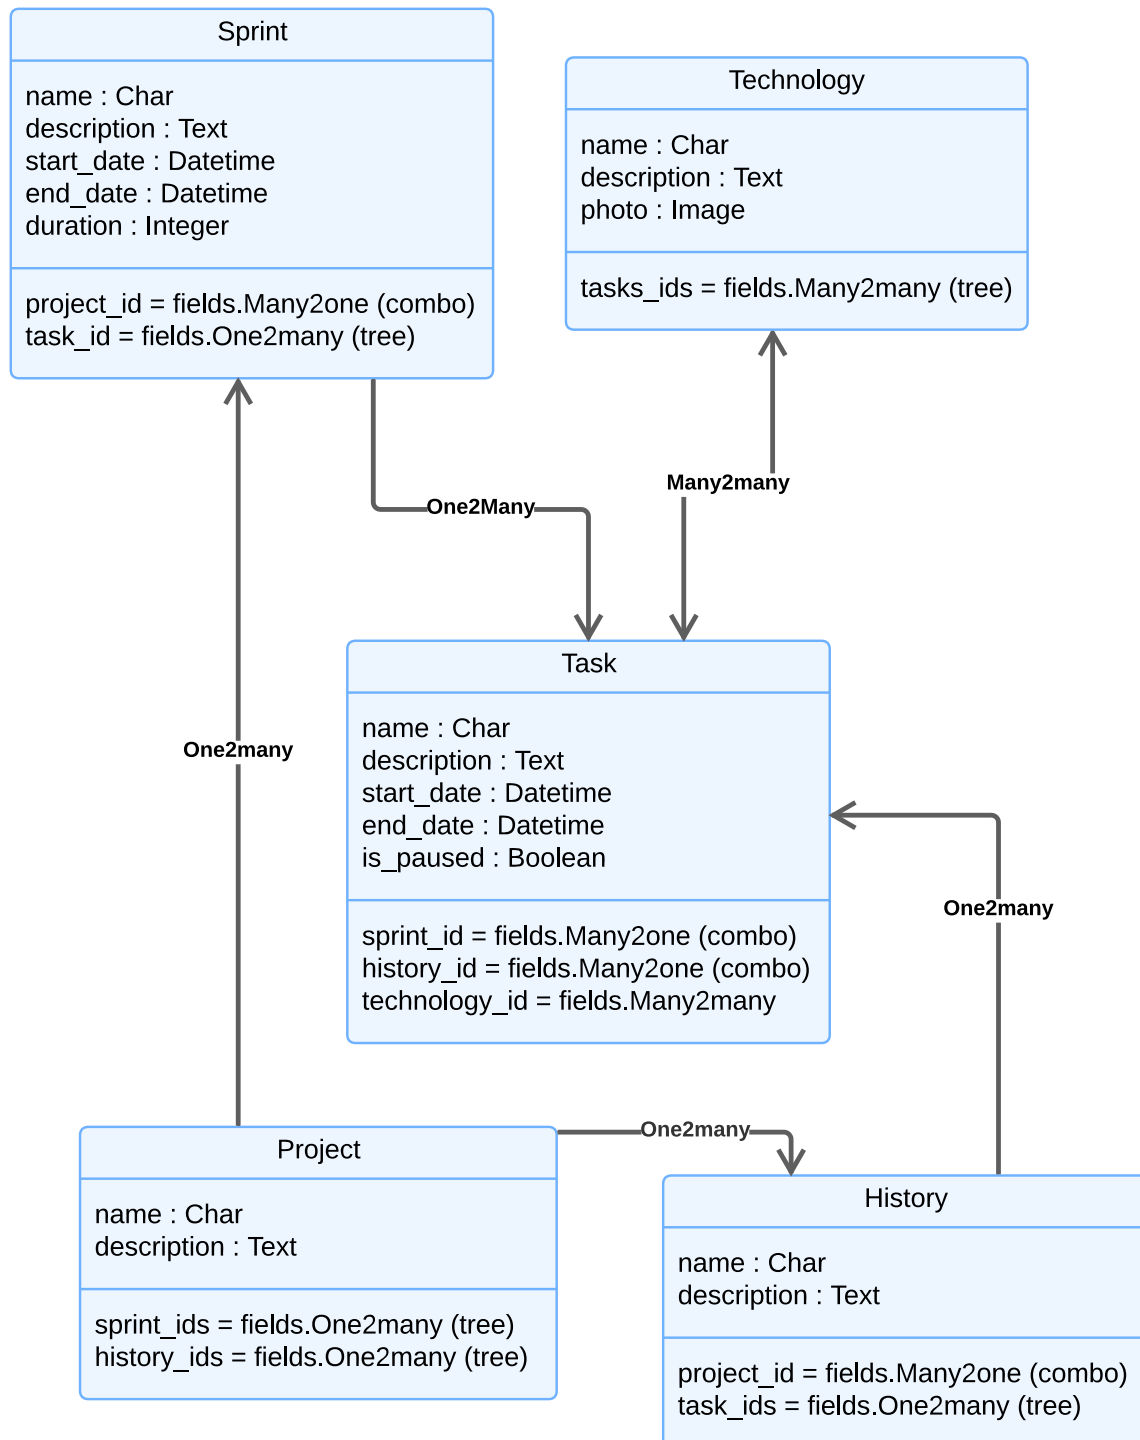 Sprint
name : Char
description : Text
start_date : Datetime
end_date : Datetime
duration : Integer
project_id = fields.Many2one (combo)
task_id = fields.One2many (tree)
Technology
name : Char
description : Text
photo : Image
tasks_ids = fields.Many2many (tree)
One2Many
Many2many
Task
name : Char
description : Text
start_date : Datetime
end_date : Datetime
is_paused : Boolean
sprint_id = fields.Many2one (combo)
history_id = fields.Many2one (combo)
technology_id = fields.Many2many
One2many
One2many
Project
name : Char
description : Text
sprint_ids = fields.One2many (tree)
history_ids = fields.One2many (tree)
One2many
History
name : Char
description : Text
project_id = fields.Many2one (combo)
task_ids = fields.One2many (tree)